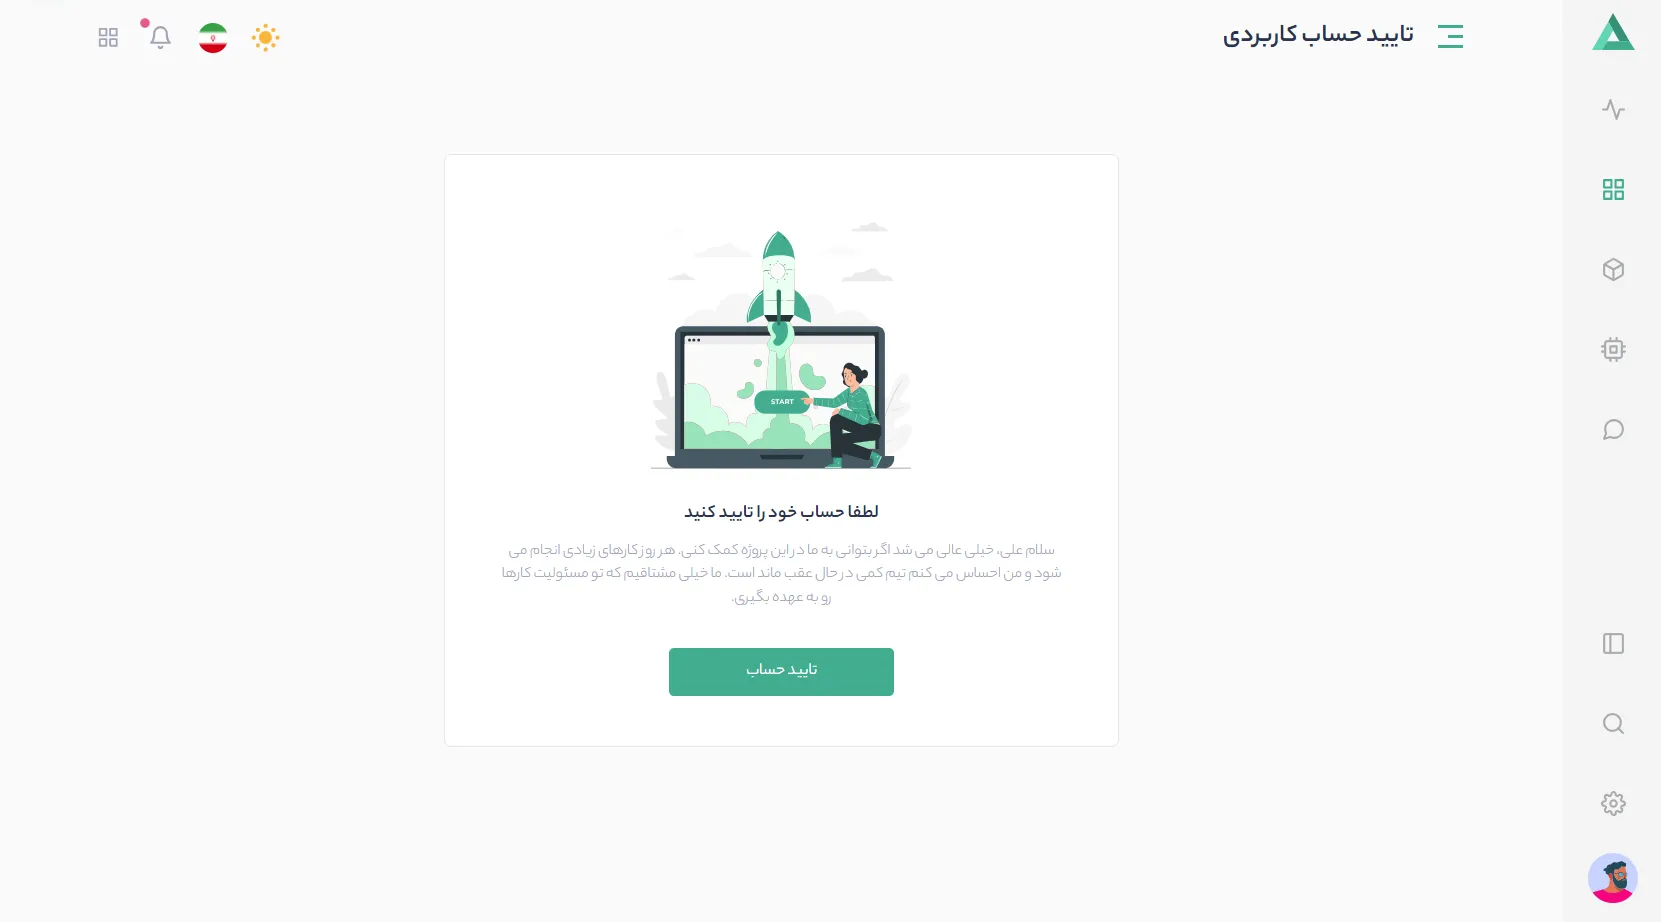 تایید حساب کاربردی
START
لطفا حساب خود را تایید کنید
سلام علی، خیلی عالی می شد اگر بتوانی به ما در این پروژه کمک کنی. هر روز کارهای زیادی انجام می
شود و من احساس می کنم تیم کمی در حال عقب ماند است. ما خیلی مشتاقیم که تو مسئولیت کارها
رو به عهده بگیری.
تایید حساب